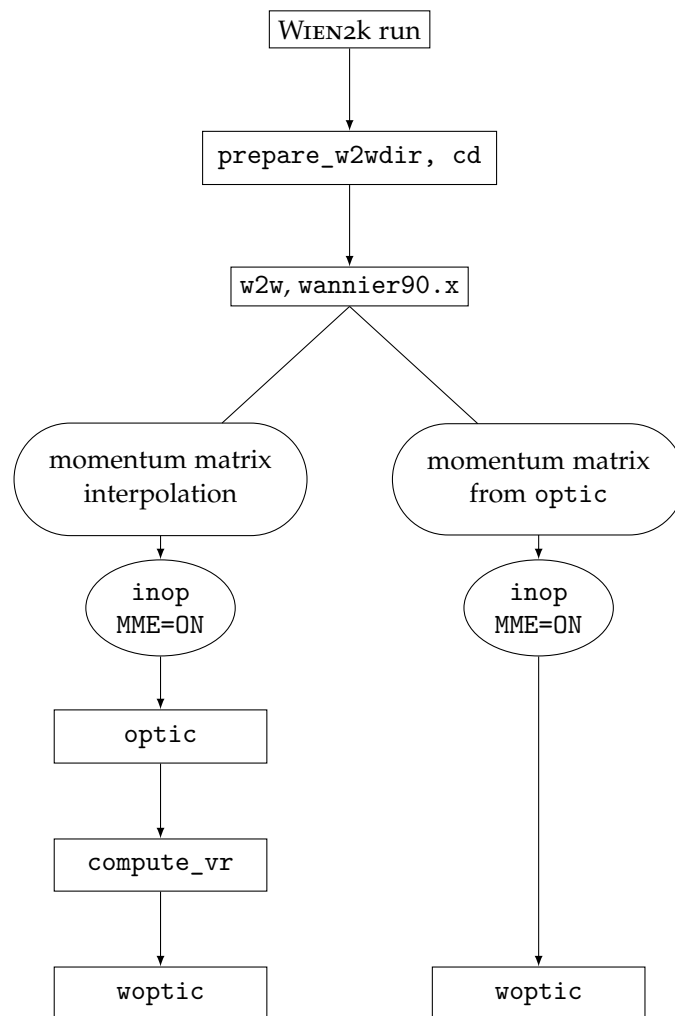 WIEN2k run
prepare_w2wdir, cd
w2w, wannier90.x
momentum matrix
interpolation
momentum matrix
from optic
inop
MME=ON
inop
MME=ON
optic
compute_vr
woptic
woptic